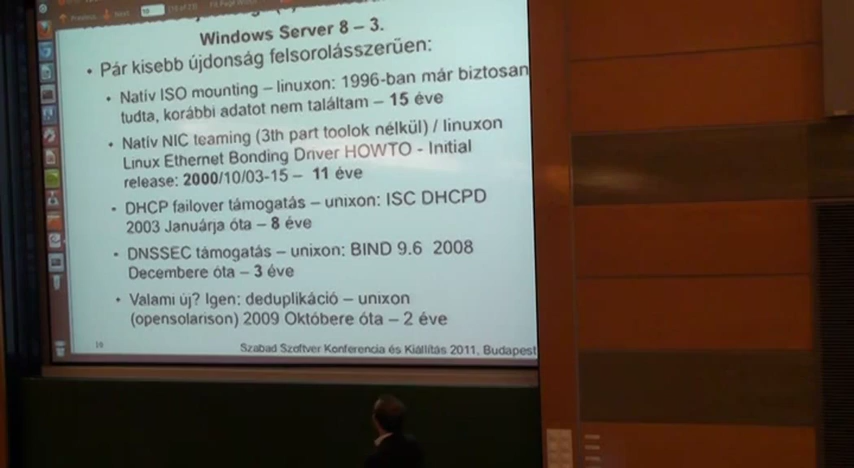 Windows Server 8 – 3.
• Pár kisebb újdonság felsorolásszerűen:
• Natív ISO mounting – linuxon: 1996-ban már biztosan
tudta, korábbi adatot nem találtam – 15 éve
• Natív NIC teaming (3th part toolok nélkül) / linuxon
Linux Ethernet Bonding Driver HOWTO - Initial
release: 2000/10/03-15 – 11 éve
• DHCP failover támogatás – unixon: ISC DHCPD
2003 Januárja óta – 8 éve
• DNSSEC támogatás – unixon: BIND 9.6 2008
Decembere óta – 3 éve
• Valami új? Igen: deduplikáció – unixon
(opensolarison) 2009 Októbere óta – 2 éve
Szabad Szoftver Konferencia és Kiállítás 2011, Budapest